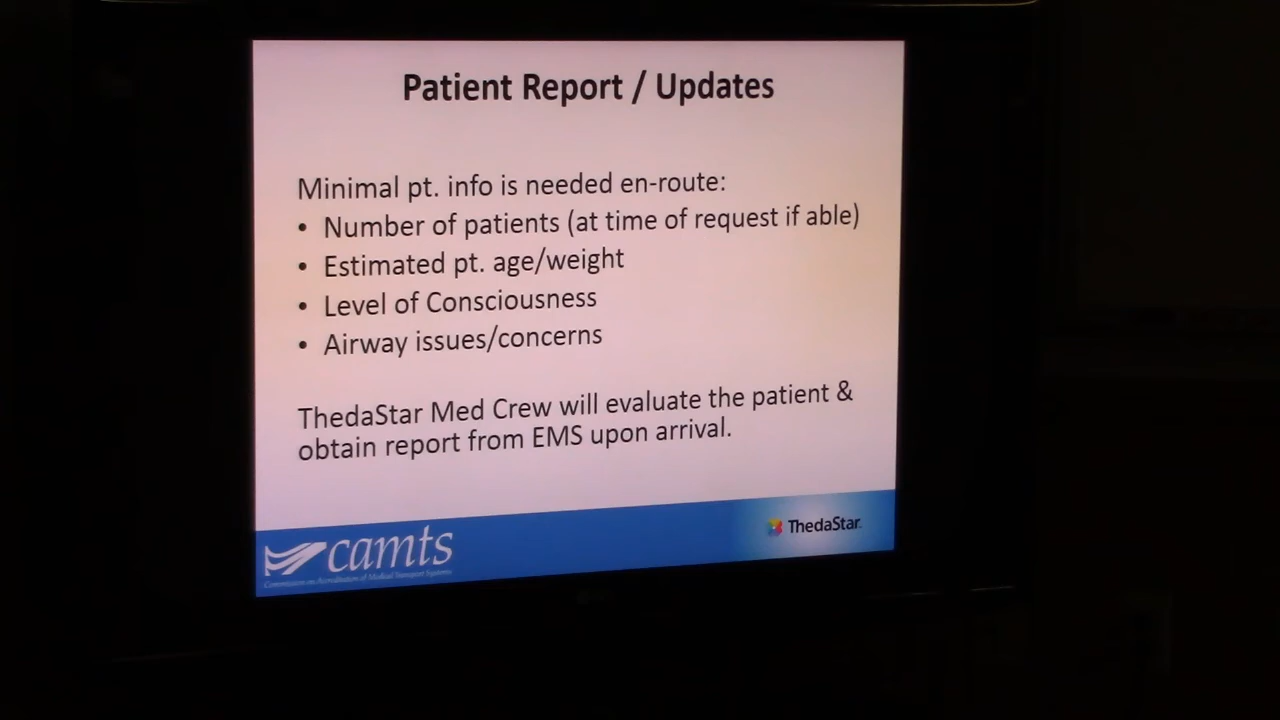 Patient Report / Updates
Minimal pt. info is needed en-route:
• Number of patients (at time of request if able)
• Estimated pt. age/weight
• Level of Consciousness
• Airway issues/concerns
ThedaStar Med Crew will evaluate the patient &
obtain report from EMS upon arrival.
camts
Commission on Accreditation of Medical Transport Systems
ThedaStar